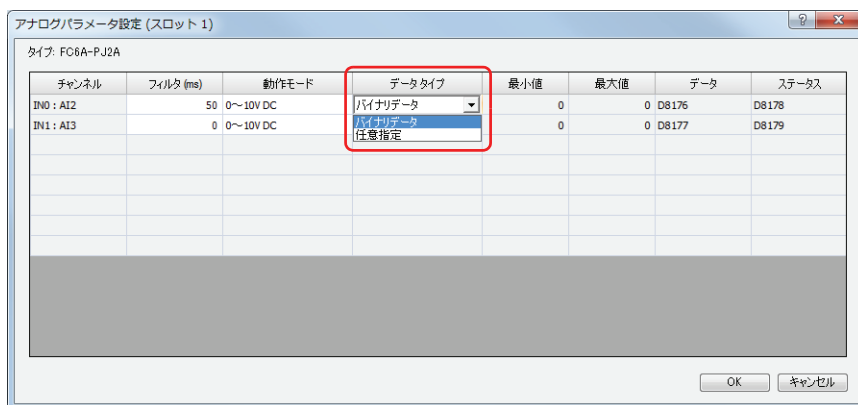 アナログパラメータ設定 (スロット 1)
タイプ: FC6A-PJ2A
チャンネル フィルタ (ms) 動作モード データタイプ 最小値 最大値 データ ステータス
IN0 : AI2 50 0～10V DC バイナリデータ 0 0 D8176 D8178
IN1 : AI3 0 0～10V DC バイナリデータ 0 0 D8177 D8179
任意指定
OK キャンセル